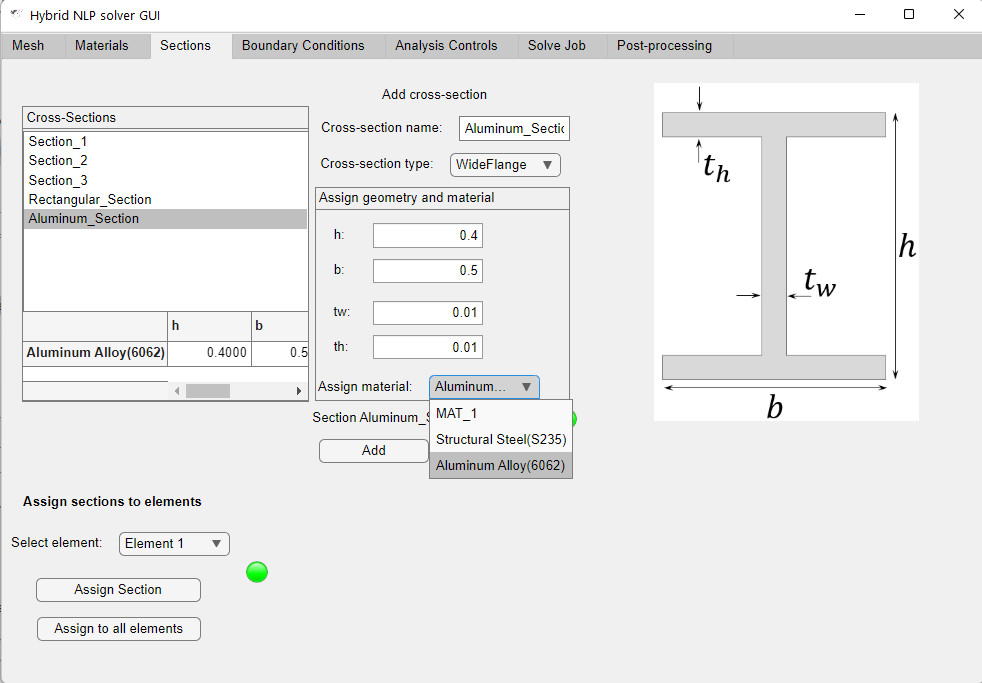 Hybrid NLP solver GUI
Mesh Materials Sections Boundary Conditions Analysis Controls Solve Job Post-processing
Add cross-section
Cross-Sections
Section_1
Section_2
Section_3
Rectangular_Section
Aluminum_Section
h b
Aluminum Alloy(6062) 0.4000 0.5
Cross-section name: Aluminum_Sectio
Cross-section type: WideFlange
Assign geometry and material
h: 0.4
b: 0.5
tw: 0.01
th: 0.01
Assign material: Aluminum...
MAT_1
Structural Steel(S235)
Aluminum Alloy(6062)
Section Aluminum_S
Add
t_h
h
t_w
b
Assign sections to elements
Select element: Element 1
Assign Section
Assign to all elements